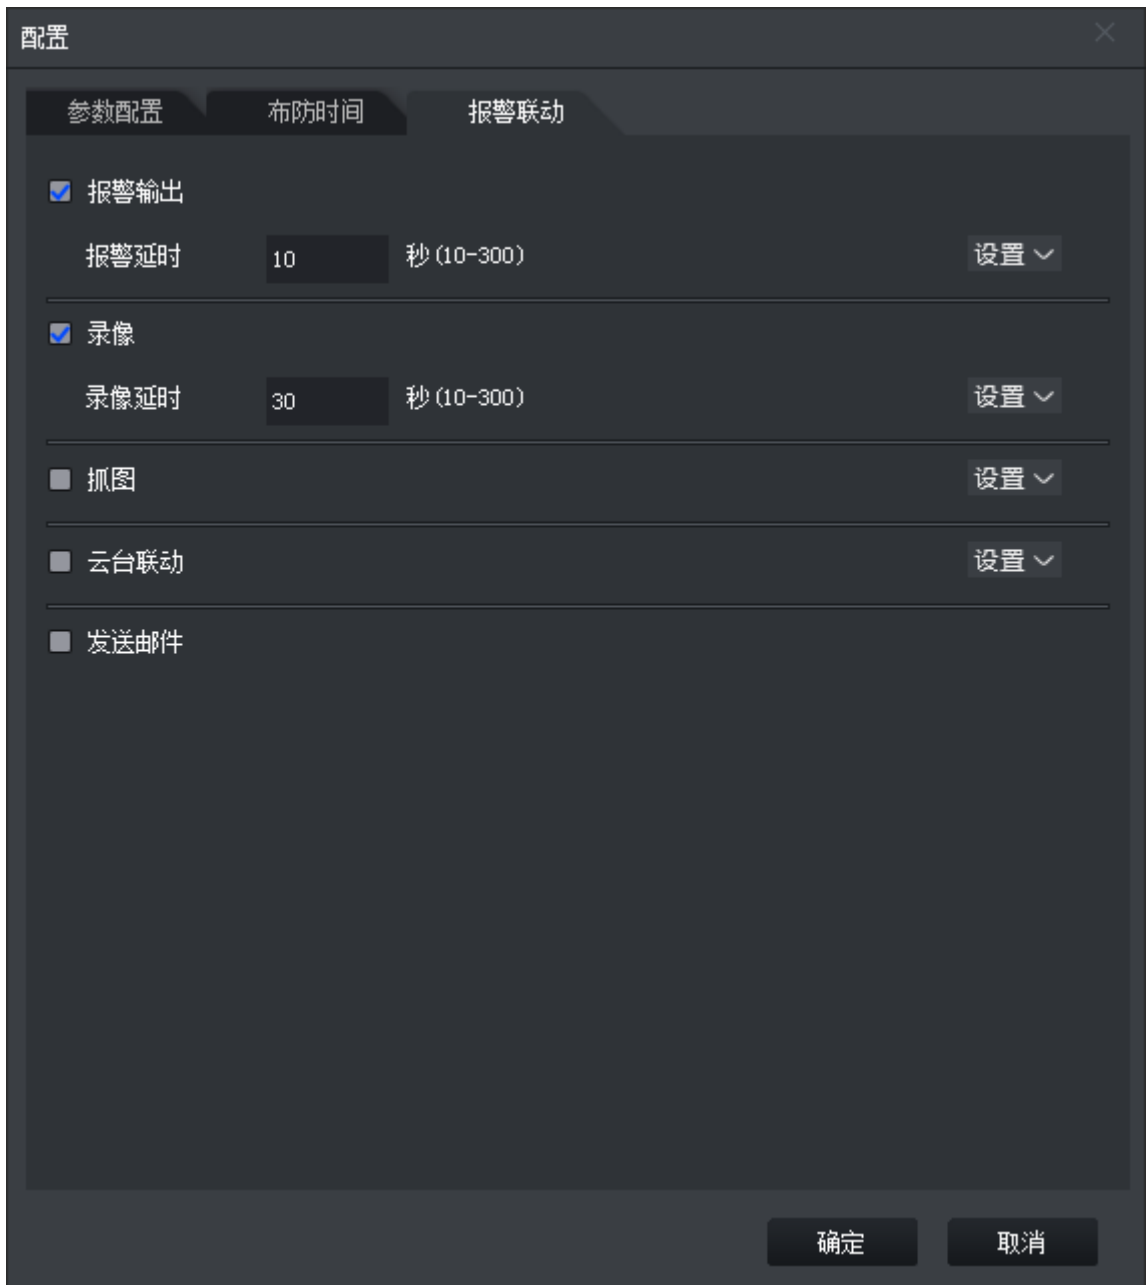 配置
参数配置 布防时间 报警联动
报警输出
报警延时 10 秒(10-300) 设置
录像
录像延时 30 秒(10-300) 设置
抓图 设置
云台联动 设置
发送邮件
确定 取消